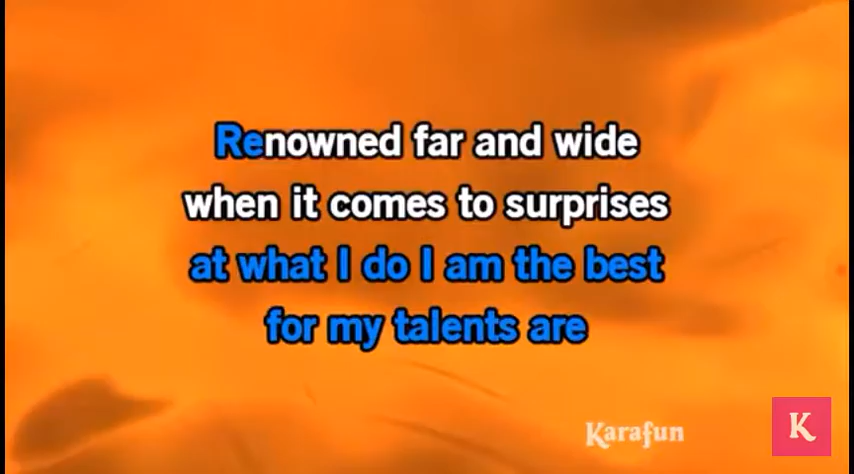 Renowned far and wide
when it comes to surprises
at what I do I am the best
for my talents are
Karafun
K